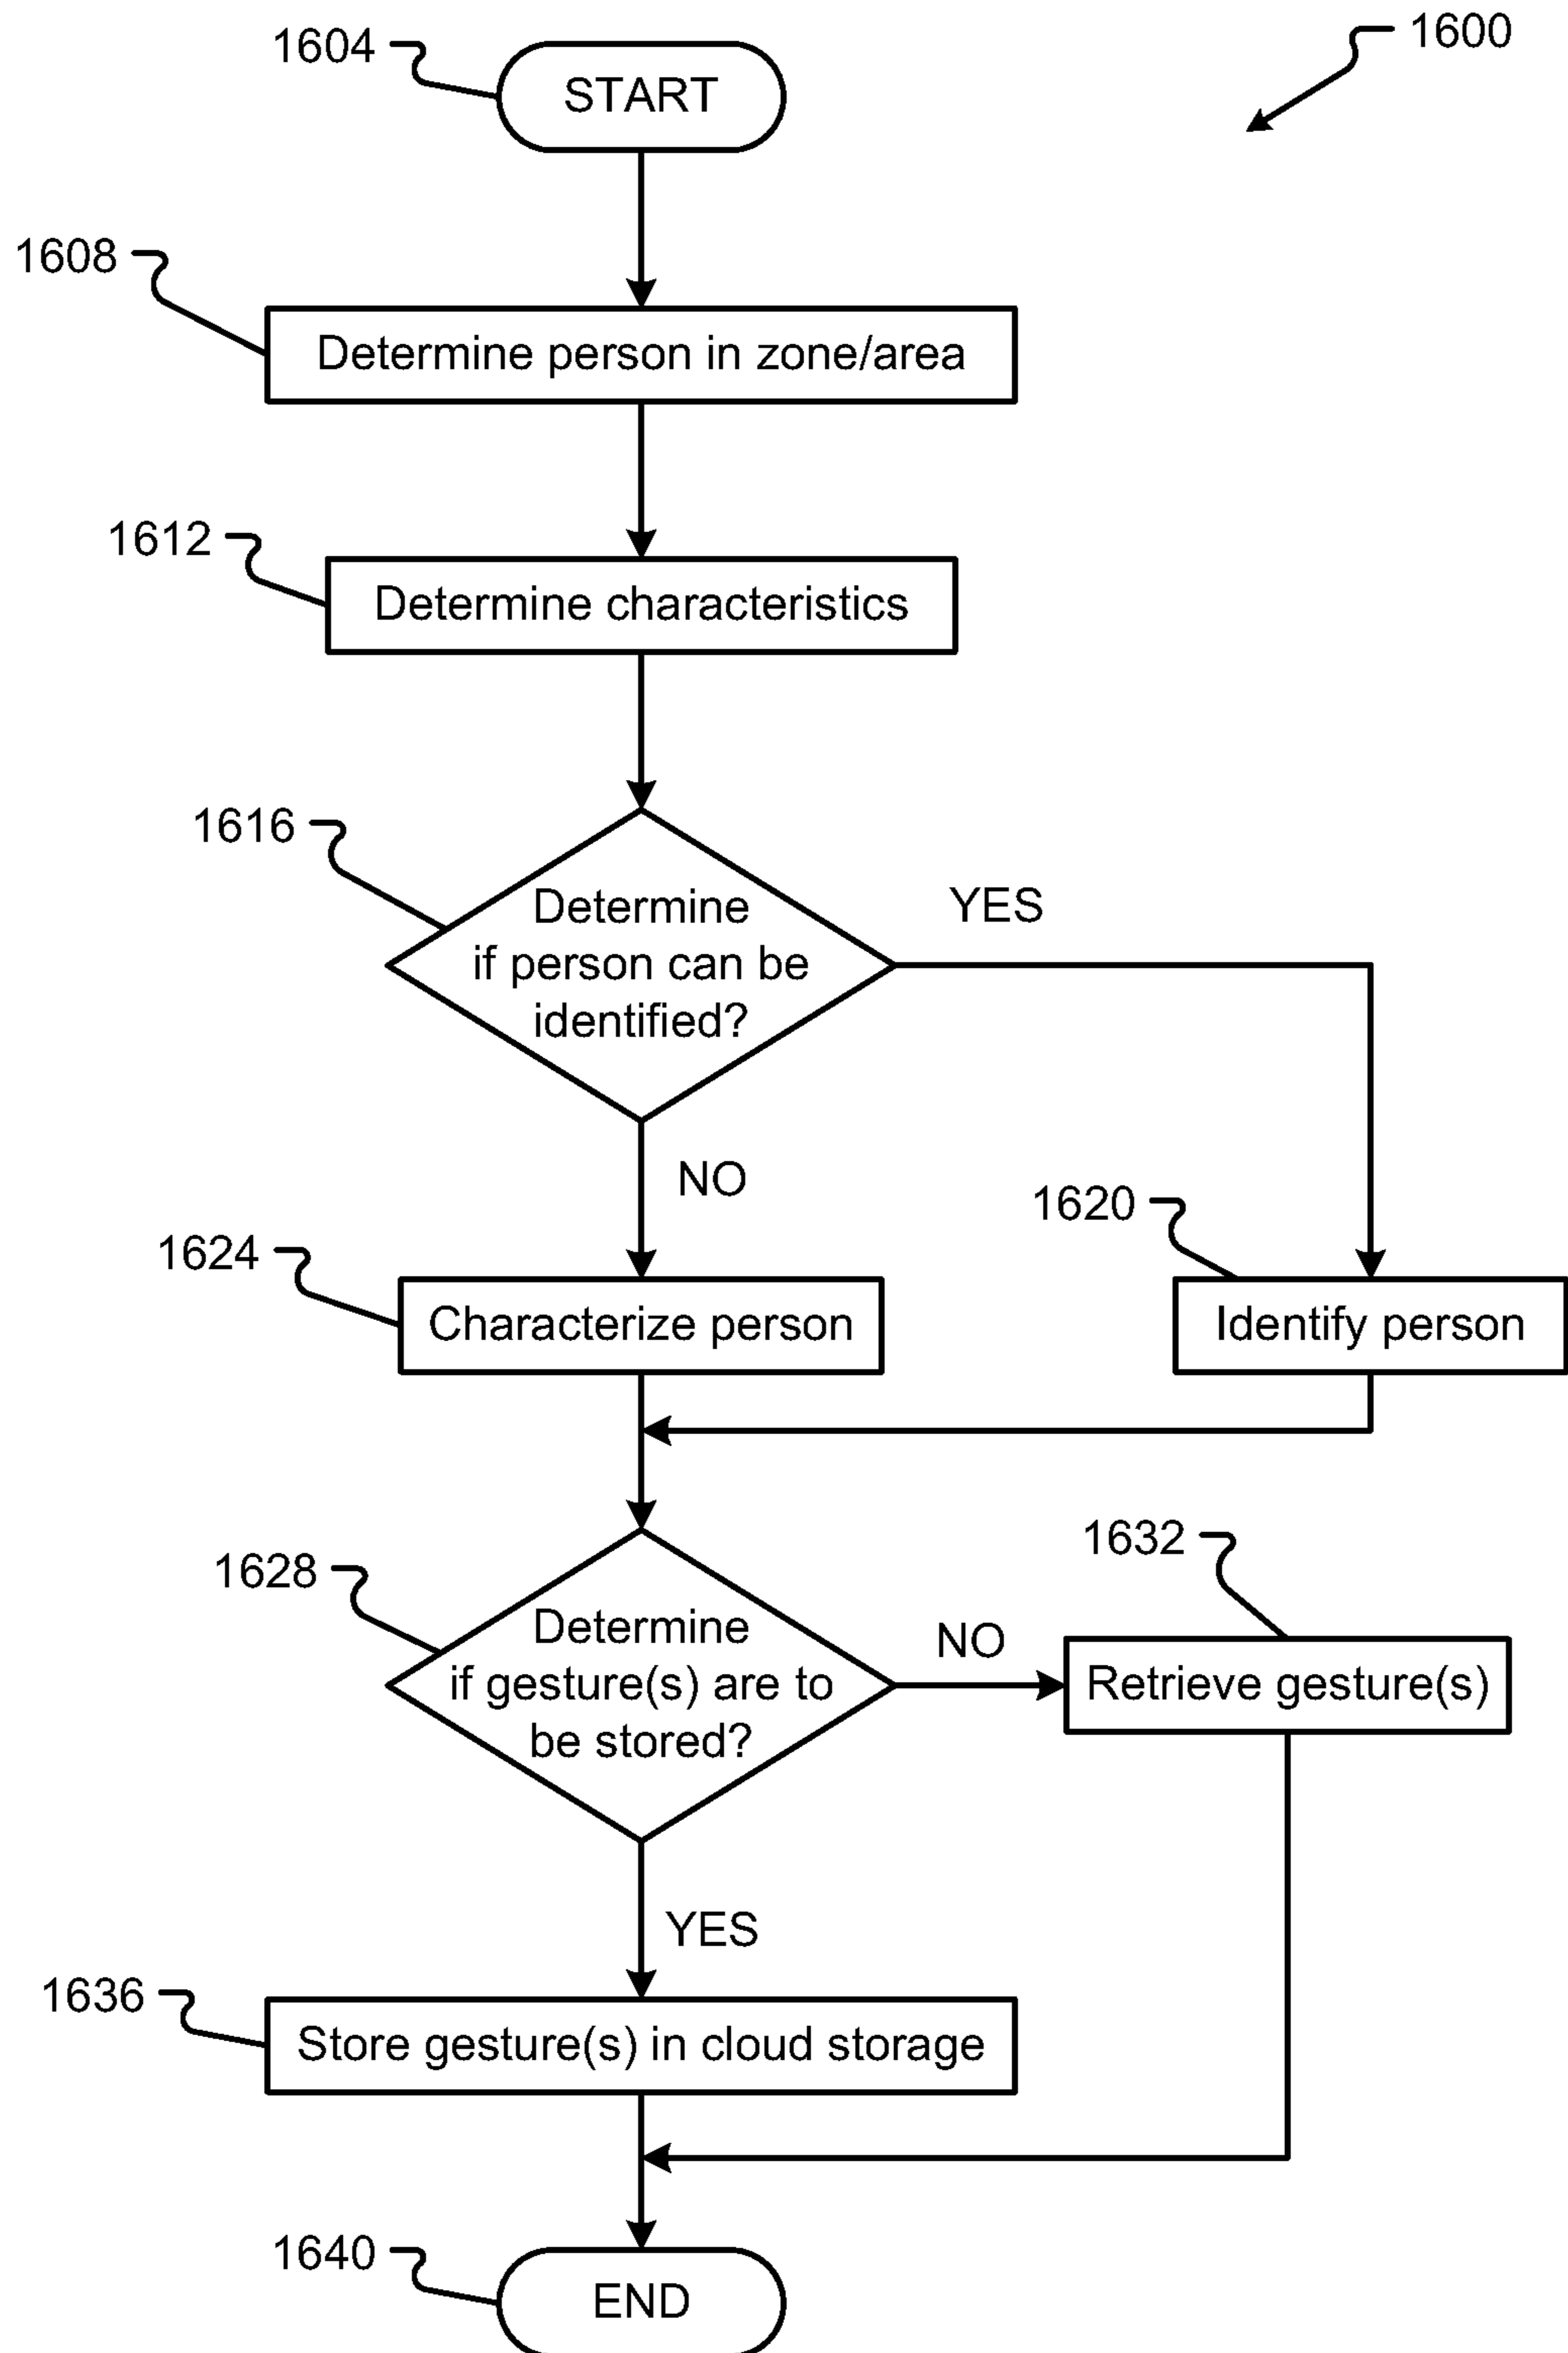 1600
1604
START
1608
Determine person in zone/area
1612
Determine characteristics
1616
Determine
if person can be
identified?
YES
NO
1620
1624
Characterize person
Identify person
1628
1632
Determine
if gesture(s) are to
be stored?
NO
Retrieve gesture(s)
YES
1636
Store gesture(s) in cloud storage
1640
END